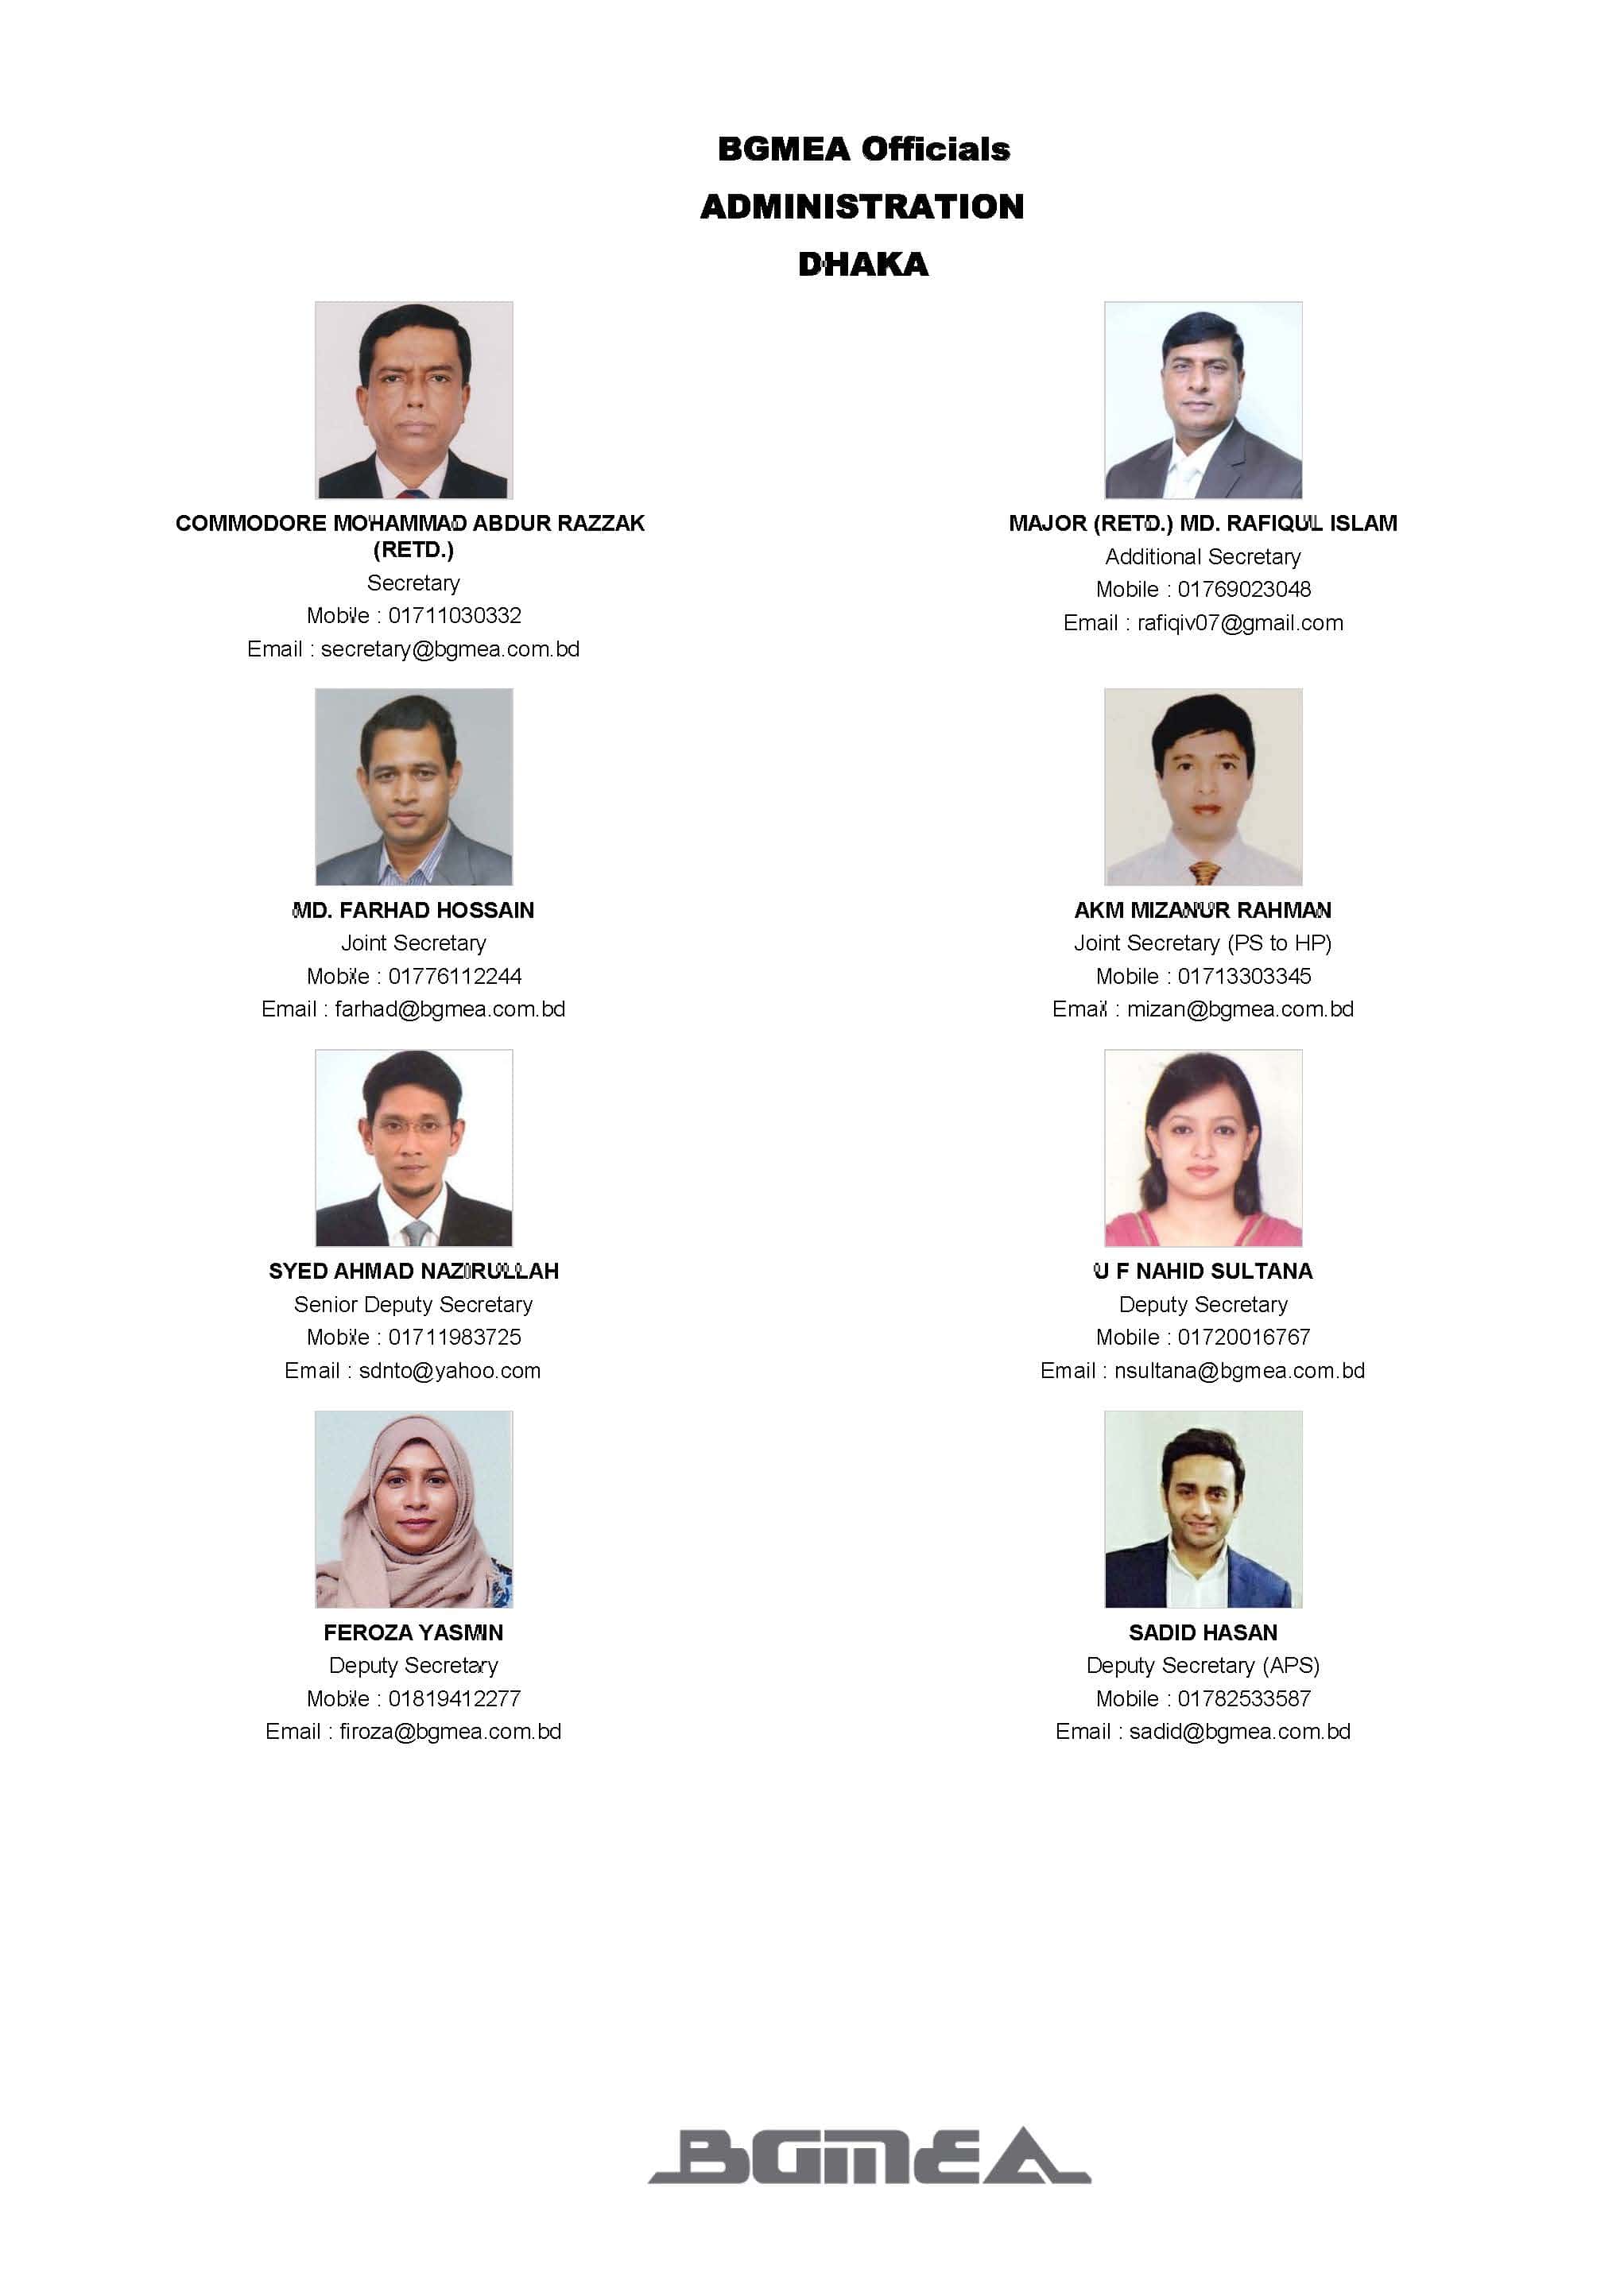 BGMEA Officials
ADMINISTRATION
DHAKA
COMMODORE MOHAMMAD ABDUR RAZZAK
(RETD.)
Secretary
Mobile : 01711030332
Email : secretary@bgmea.com.bd
MAJOR (RETD.) MD. RAFIQUL ISLAM
Additional Secretary
Mobile : 01769023048
Email : rafiqiv07@gmail.com
MD. FARHAD HOSSAIN
Joint Secretary
Mobile : 01776112244
Email : farhad@bgmea.com.bd
AKM MIZANUR RAHMAN
Joint Secretary (PS to HP)
Mobile : 01713303345
Email : mizan@bgmea.com.bd
SYED AHMAD NAZIRULLAH
Senior Deputy Secretary
Mobile : 01711983725
Email : sdnto@yahoo.com
U F NAHID SULTANA
Deputy Secretary
Mobile : 01720016767
Email : nsultana@bgmea.com.bd
FEROZA YASMIN
Deputy Secretary
Mobile : 01819412277
Email : firoza@bgmea.com.bd
SADID HASAN
Deputy Secretary (APS)
Mobile : 01782533587
Email : sadid@bgmea.com.bd
BGMEA